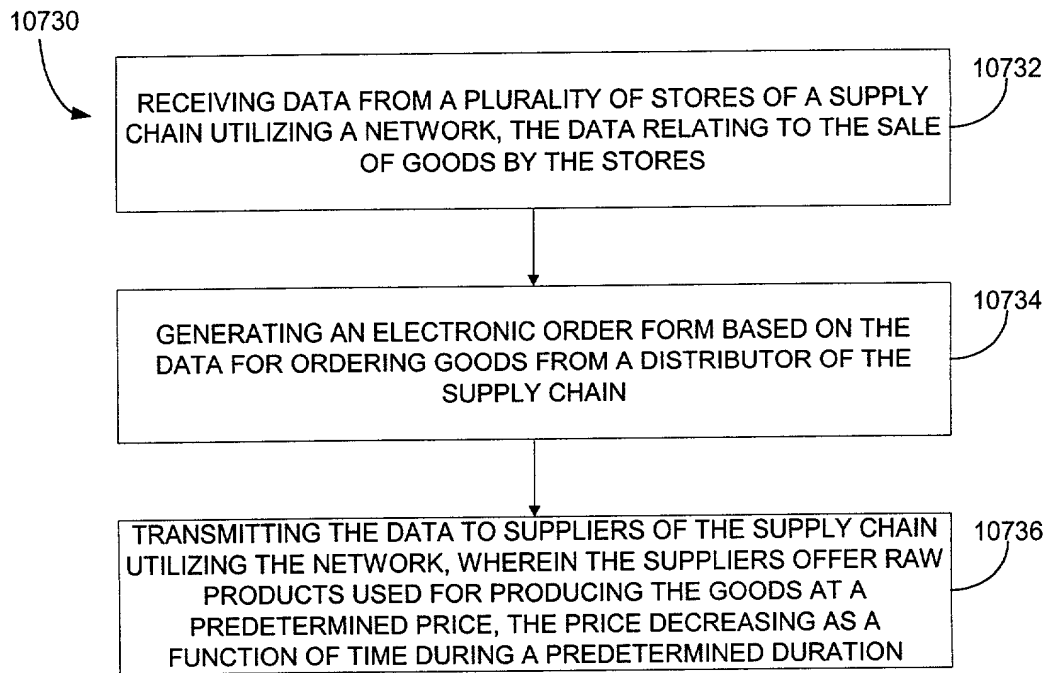 10730
10732
RECEIVING DATA FROM A PLURALITY OF STORES OF A SUPPLY
CHAIN UTILIZING A NETWORK, THE DATA RELATING TO THE SALE
OF GOODS BY THE STORES
10734
GENERATING AN ELECTRONIC ORDER FORM BASED ON THE
DATA FOR ORDERING GOODS FROM A DISTRIBUTOR OF THE
SUPPLY CHAIN
10736
TRANSMITTING THE DATA TO SUPPLIERS OF THE SUPPLY CHAIN
UTILIZING THE NETWORK, WHEREIN THE SUPPLIERS OFFER RAW
PRODUCTS USED FOR PRODUCING THE GOODS AT A
PREDETERMINED PRICE, THE PRICE DECREASING AS A
FUNCTION OF TIME DURING A PREDETERMINED DURATION